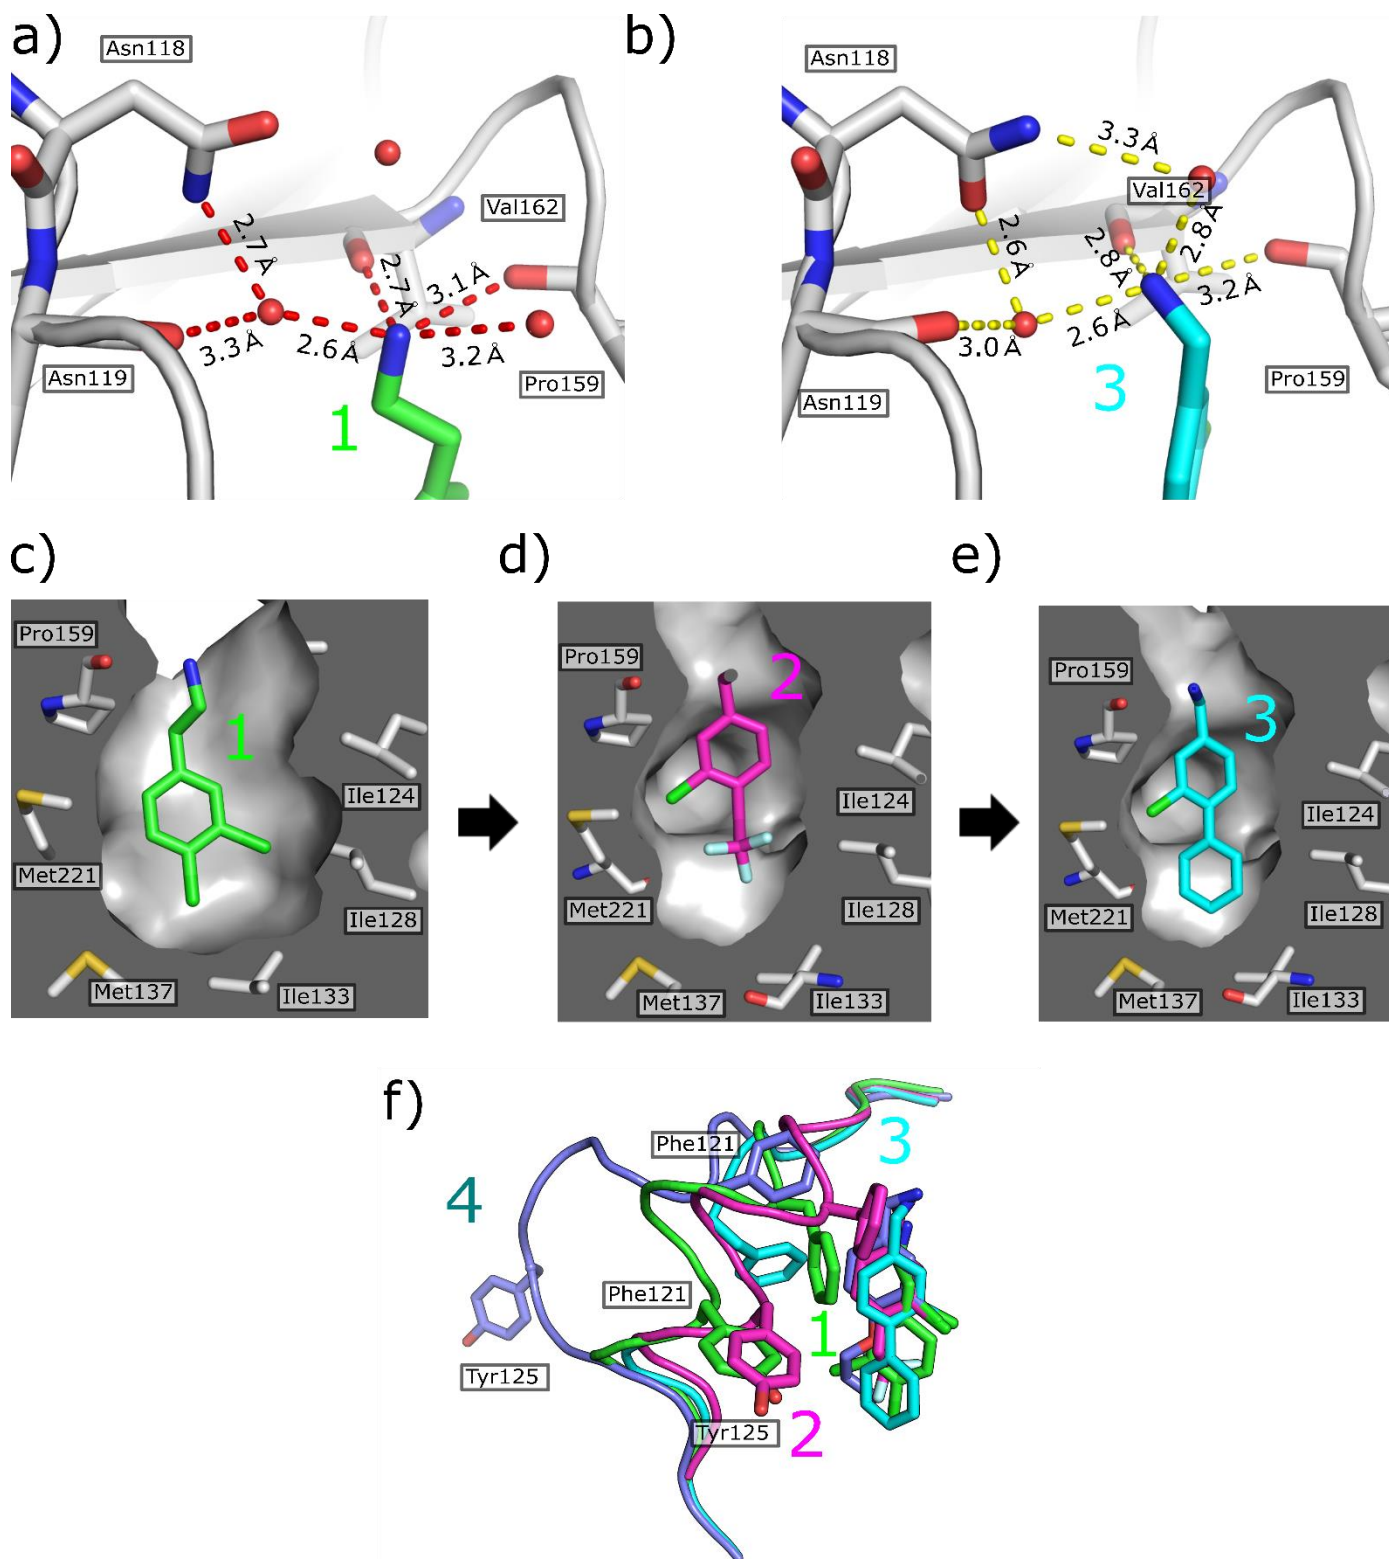 a)
Asn118
Val162
2.7Å
2.7Å
3.1Å
3.3Å
2.6Å
3.2Å
Asn119
Pro159
1
b)
Asn118
3.3Å
Val162
2.6Å
2.8Å
2.8Å
3.2Å
3.0Å
2.6Å
Asn119
Pro159
3
c)
Pro159
1
Ile124
Met221
Ile128
Met137
Ile133
d)
Pro159
2
Ile124
Met221
Ile128
Met137
Ile133
e)
Pro159
3
Ile124
Met221
Ile128
Met137
Ile133
f)
Phe121
3
4
Phe121
1
Tyr125
Tyr125
2